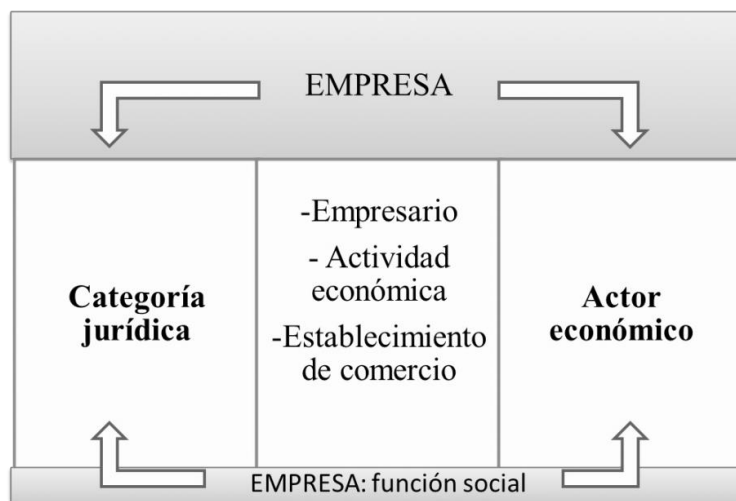 EMPRESA
Categoría
jurídica
-Empresario
- Actividad
económica
-Establecimiento
de comercio
Actor
económico
EMPRESA: función social